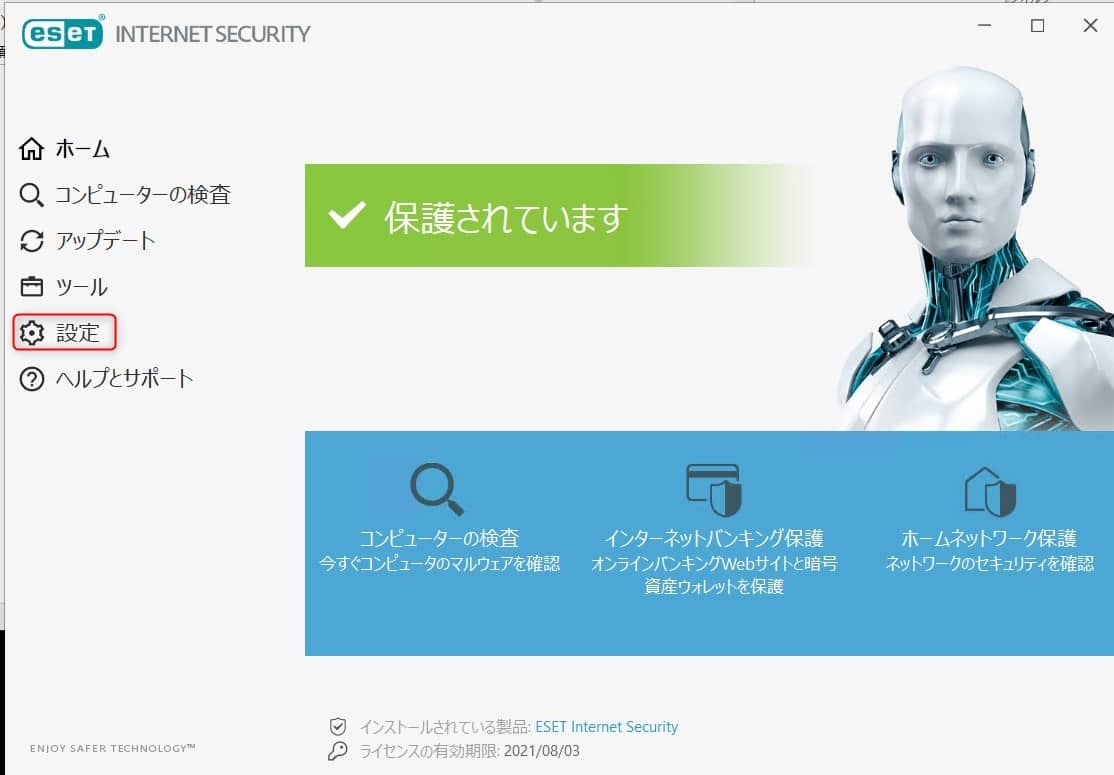 eseT® INTERNET SECURITY
ホーム
コンピューターの検査
アップデート
ツール
設定
ヘルプとサポート
保護されています
コンピューターの検査
今すぐコンピュータのマルウェアを確認
インターネットバンキング保護
オンラインバンキングWebサイトと暗号
資産ウォレットを保護
ホームネットワーク保護
ネットワークのセキュリティを確認
インストールされている製品: ESET Internet Security
ライセンスの有効期限: 2021/08/03
ENJOY SAFER TECHNOLOGY™